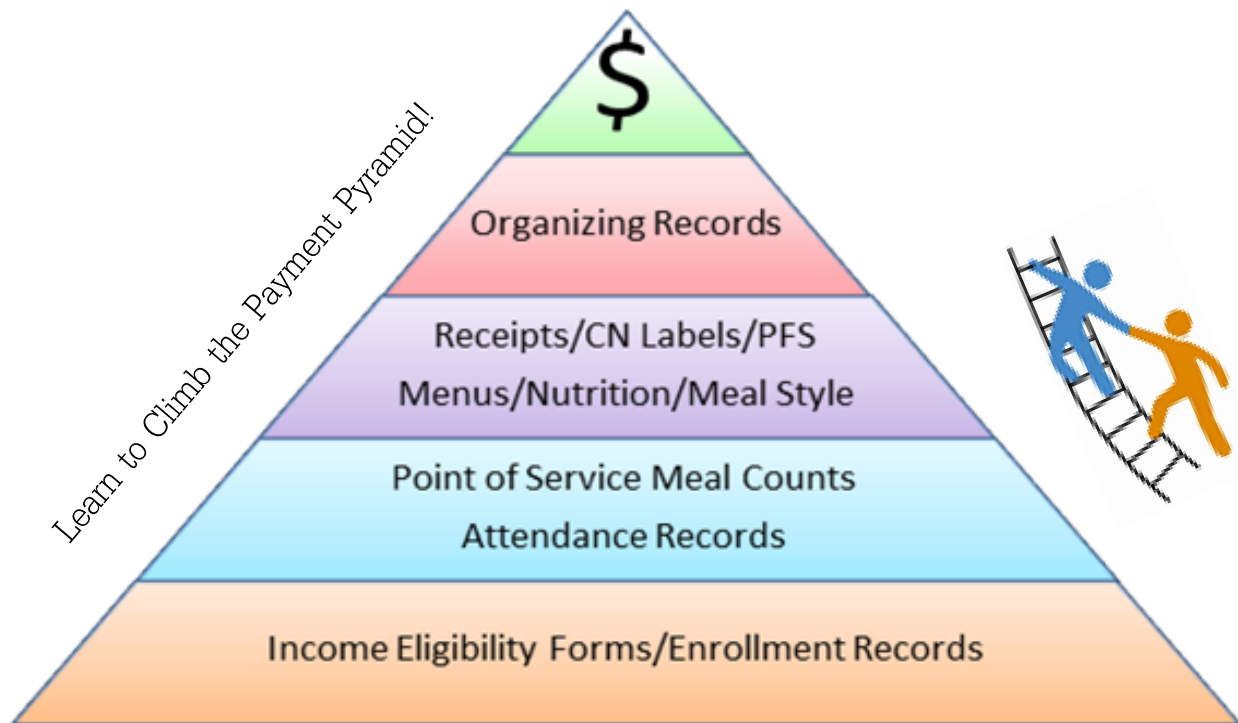 Learn to Climb the Payment Pyramid!
$
Organizing Records
Receipts/CN Labels/PFS
Menus/Nutrition/Meal Style
Point of Service Meal Counts
Attendance Records
Income Eligibility Forms/Enrollment Records